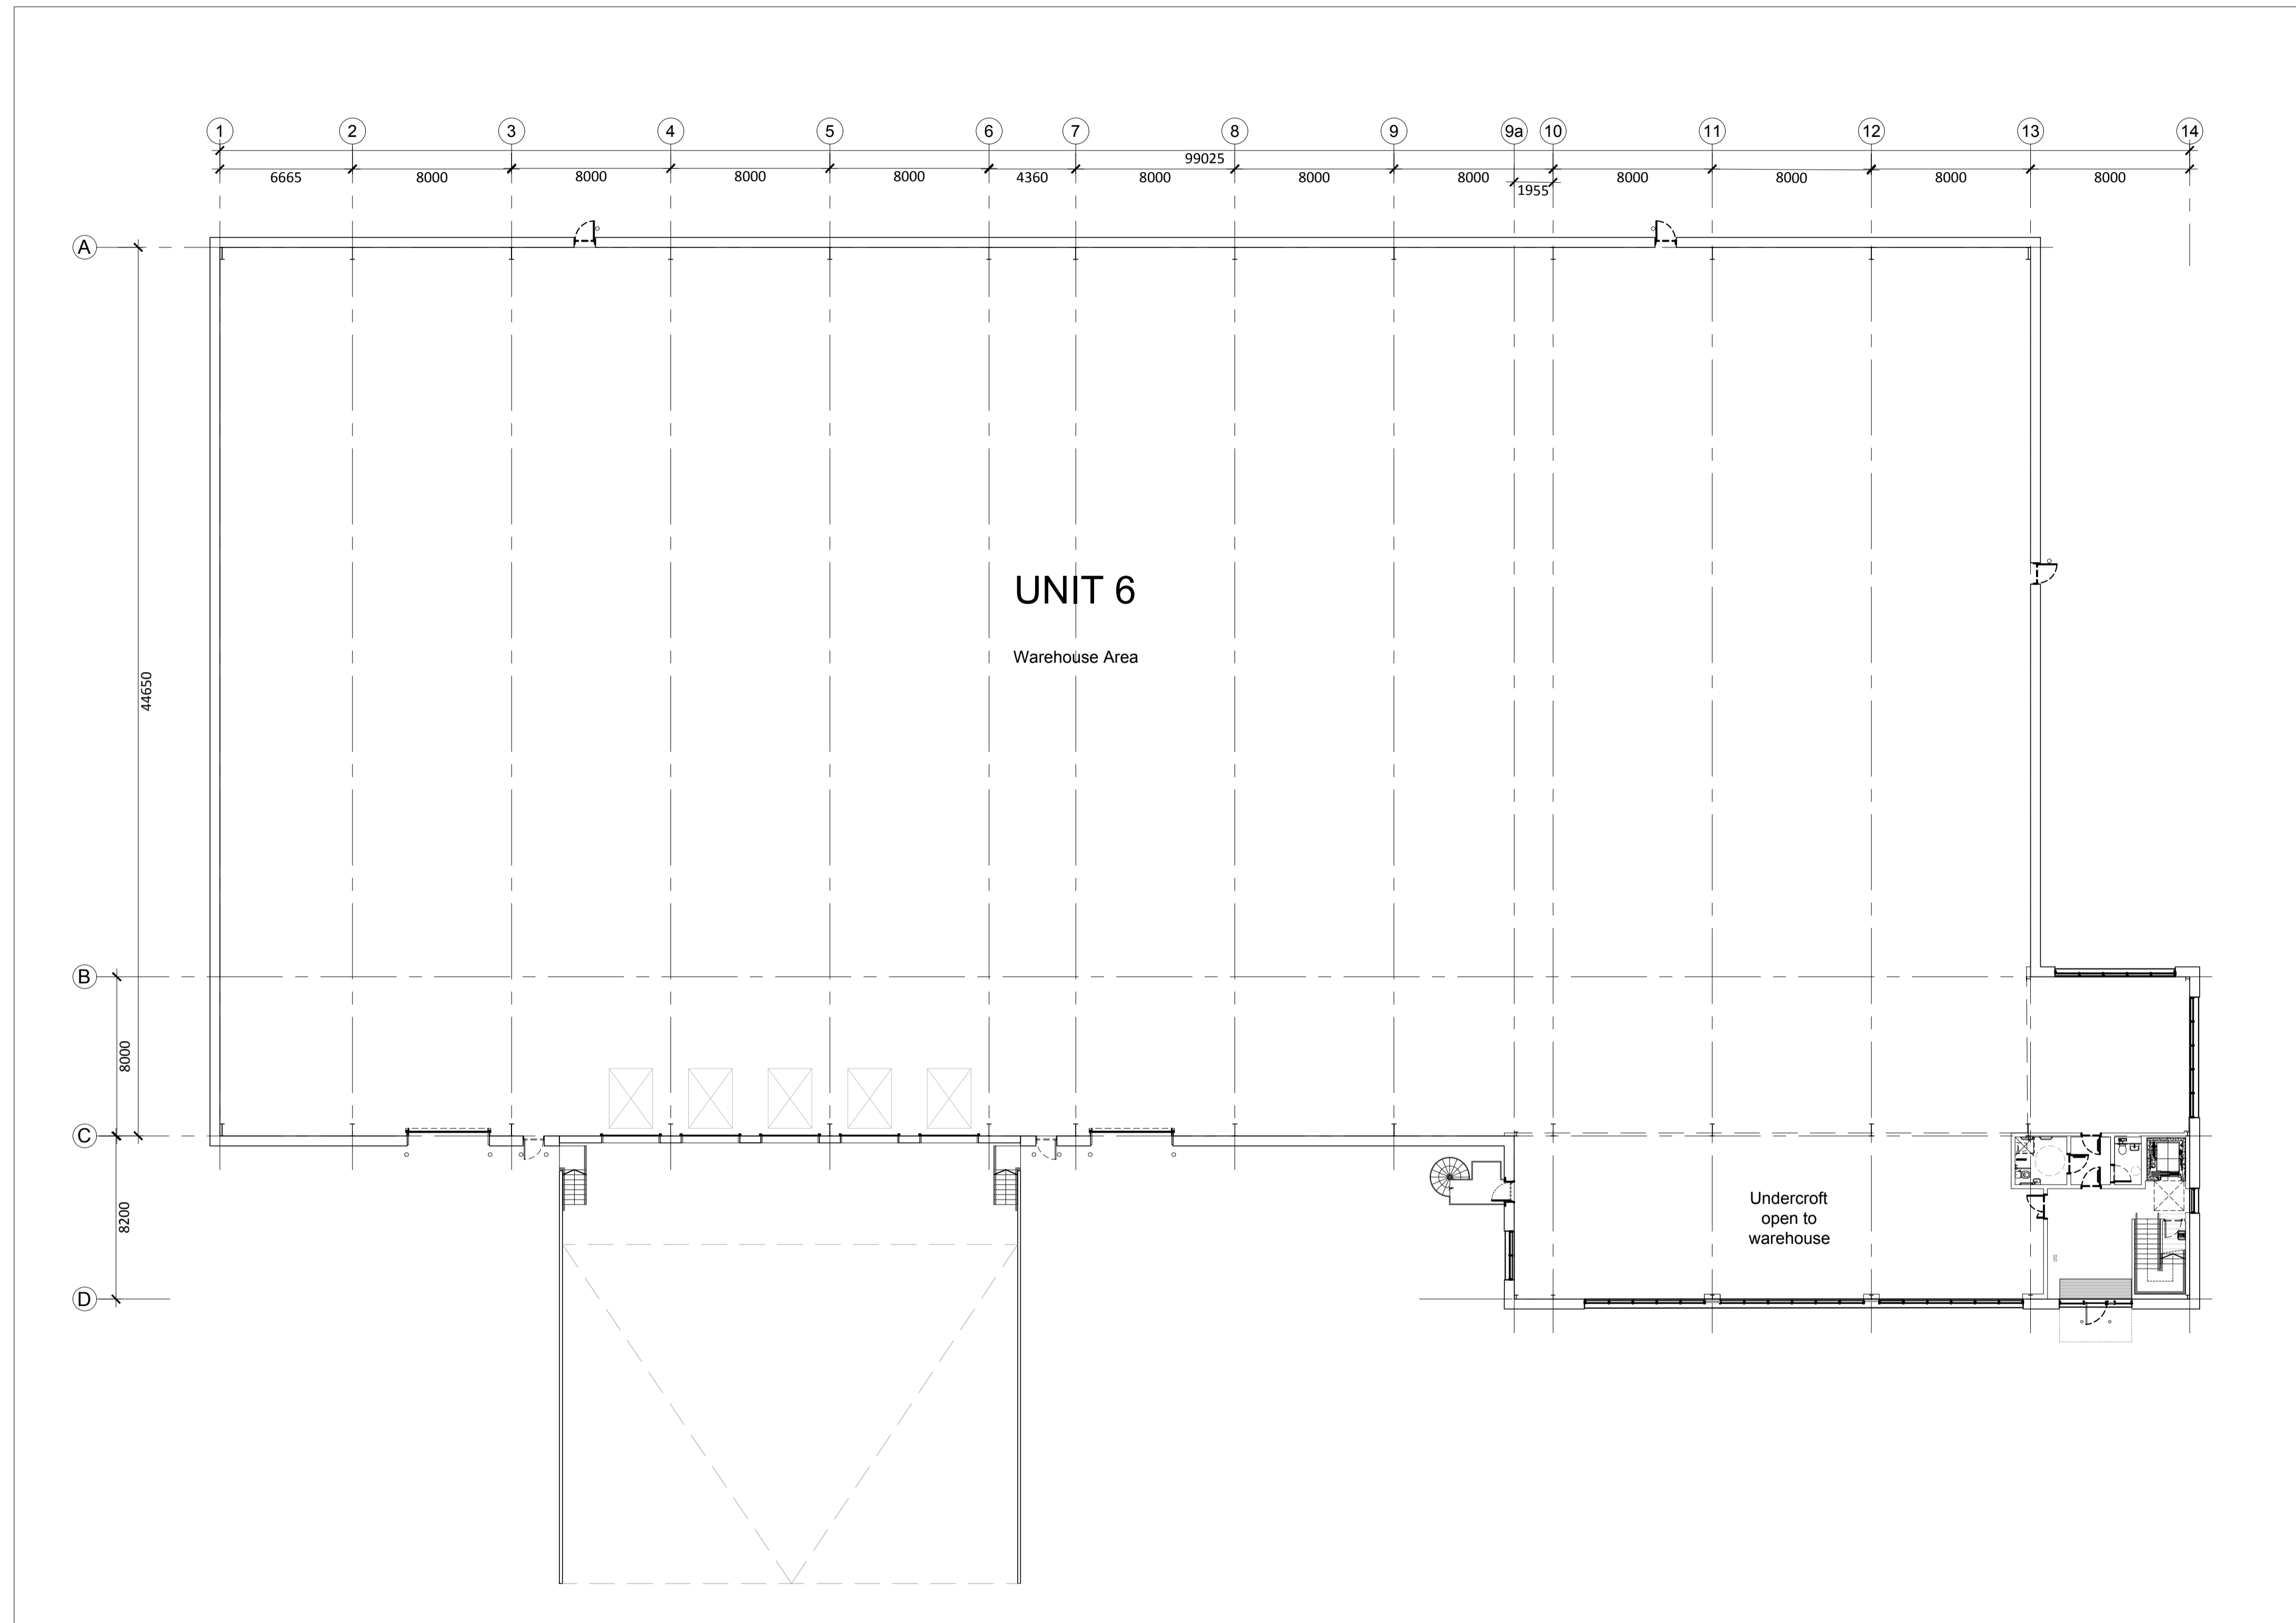 1 2 3 4 5 6 7 8 9 9a 10 11 12 13 14
99025
6665 8000 8000 8000 8000 4360 8000 8000 8000 1955 8000 8000 8000 8000
A
44650
UNIT 6
Warehouse Area
B
8000
C
8200
Undercroft
open to
warehouse
D